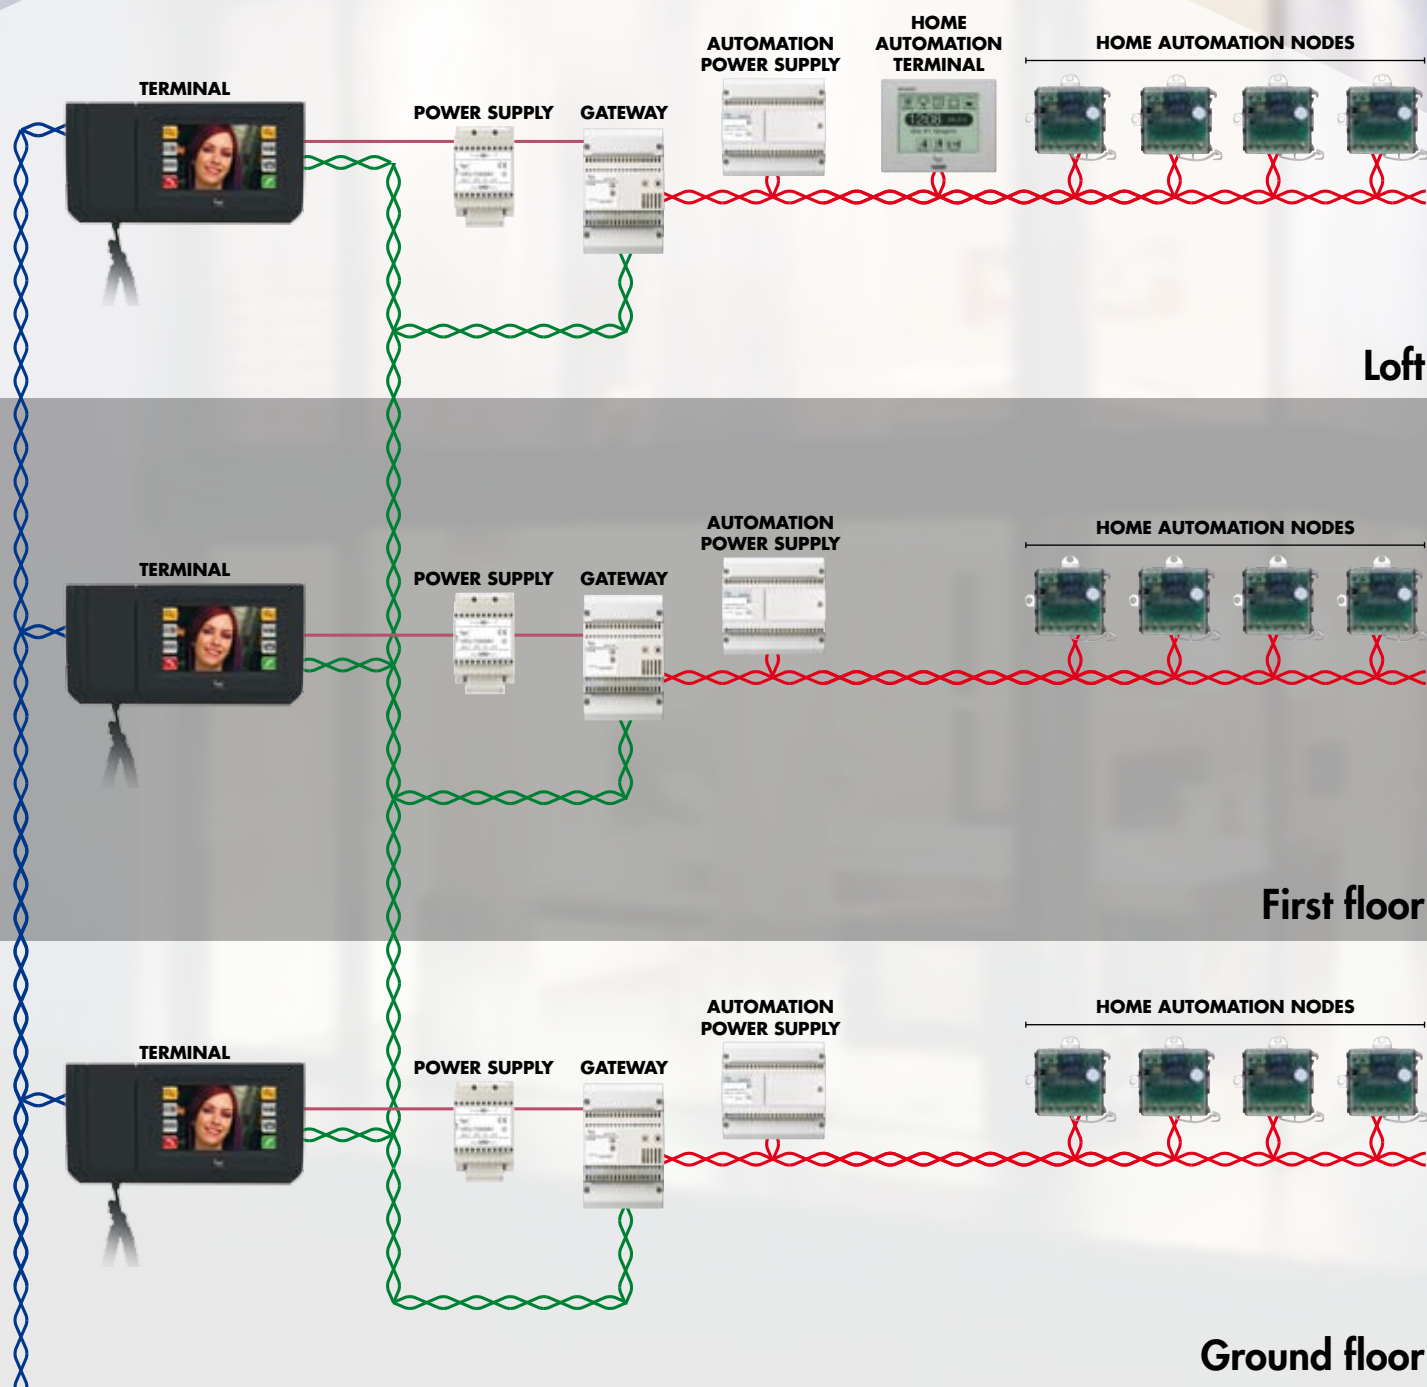 HOME
AUTOMATION
TERMINAL
AUTOMATION
POWER SUPPLY
HOME AUTOMATION NODES
TERMINAL
POWER SUPPLY
GATEWAY
12:08
Loft
AUTOMATION
POWER SUPPLY
HOME AUTOMATION NODES
TERMINAL
POWER SUPPLY
GATEWAY
First floor
AUTOMATION
POWER SUPPLY
HOME AUTOMATION NODES
TERMINAL
POWER SUPPLY
GATEWAY
Ground floor